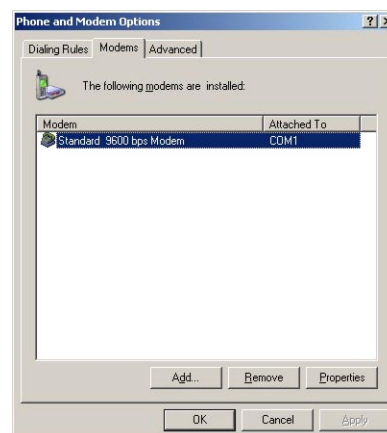 Phone and Modem Options
Dialing Rules Modems Advanced
The following modems are installed:
Modem Attached To
Standard 9600 bps Modem COM1
Add... Remove Properties
OK Cancel Apply